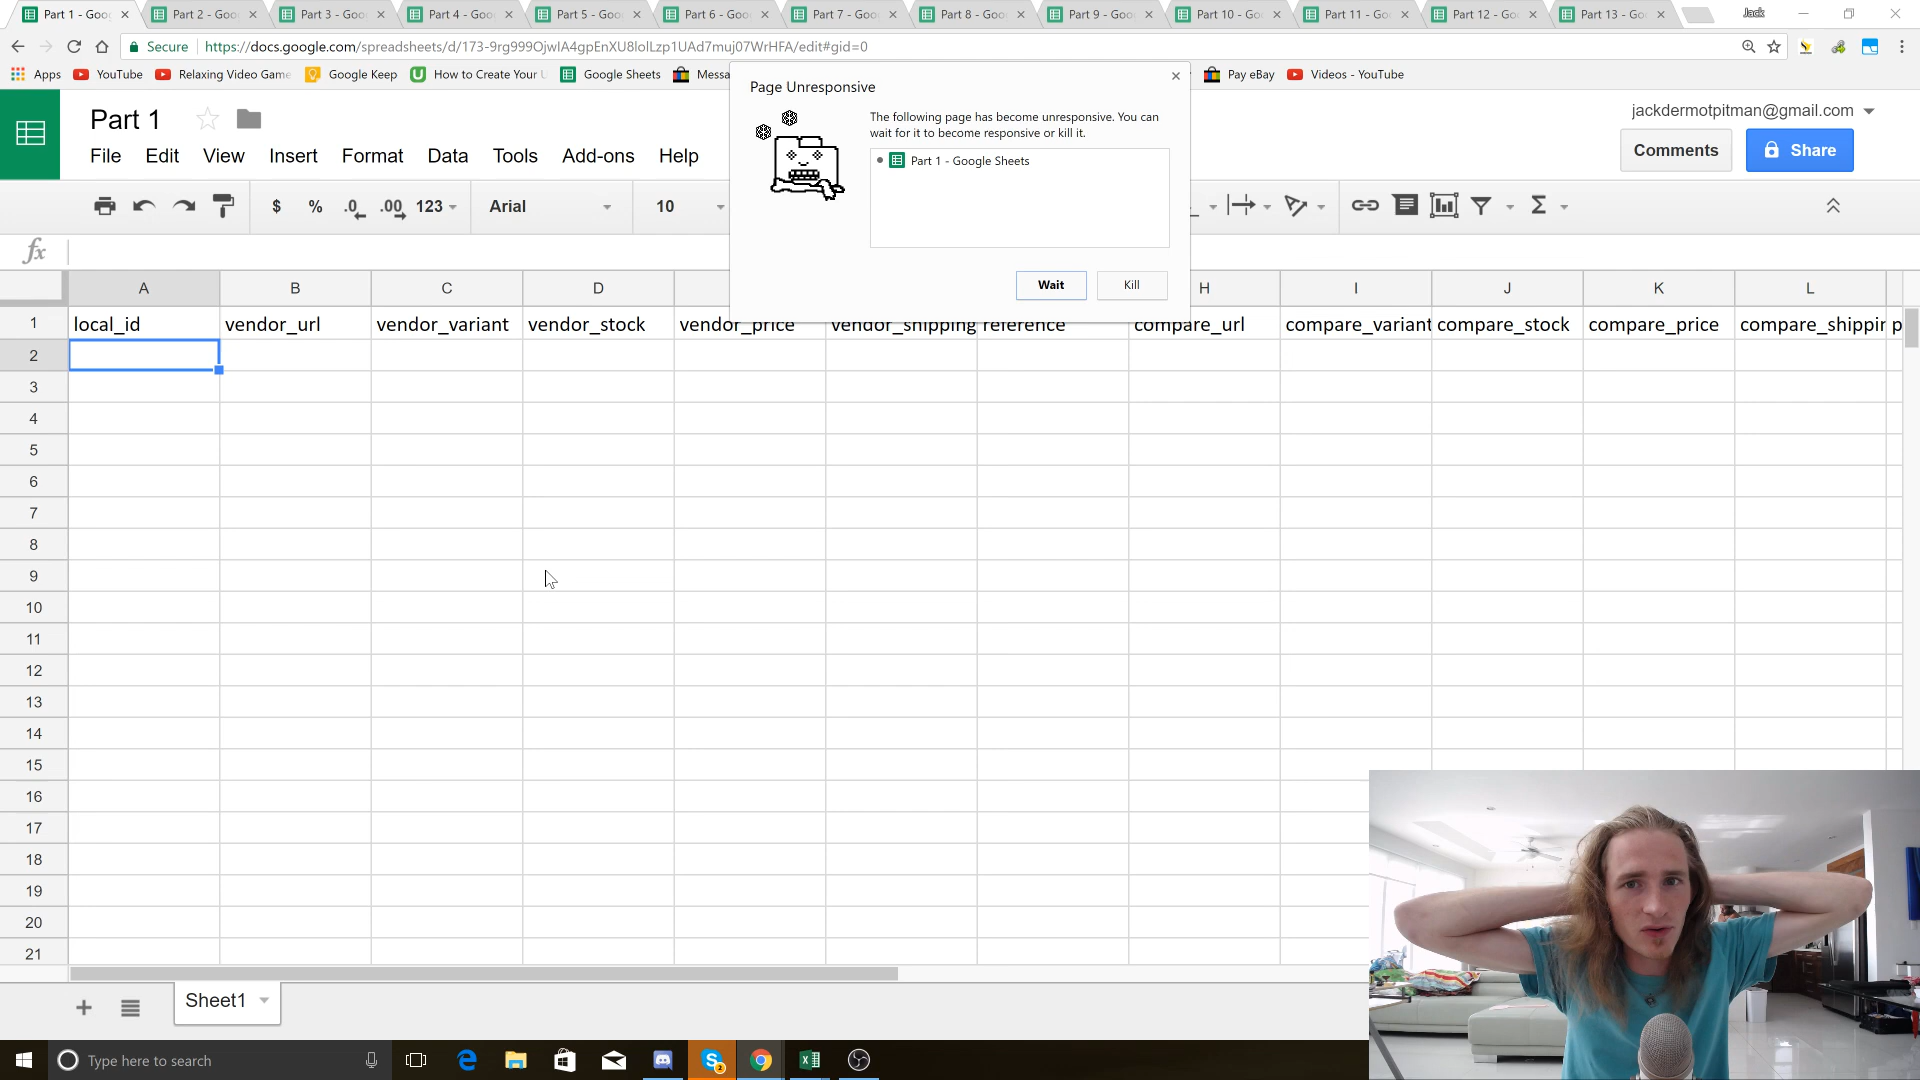 Part 1 - Goo Part 2 - Goo Part 3 - Goo Part 4 - Goo Part 5 - Goo Part 6 - Goo Part 7 - Goo Part 8 - Goo Part 9 - Goo Part 10 - Go Part 11 - Go Part 12 - Go Part 13 - Go Jack
Secure https://docs.google.com/spreadsheets/d/173-9rg999OjwIA4gpEnXU8lolLzp1UAd7muj07WrHFA/edit#gid=0
Apps YouTube Relaxing Video Game Google Keep How to Create Your U Google Sheets Messa Pay eBay Videos - YouTube
Page Unresponsive
The following page has become unresponsive. You can
wait for it to become responsive or kill it.
Part 1 - Google Sheets
Wait Kill
Part 1
jackdermotpitman@gmail.com
File Edit View Insert Format Data Tools Add-ons Help
Comments Share
$ % .0 .00 123 Arial 10 Σ
fx
A B C D H I J K L
1 local_id vendor_url vendor_variant vendor_stock vendor_price vendor_shipping reference compare_url compare_variant compare_stock compare_price compare_shippin p
2
3
4
5
6
7
8
9
10
11
12
13
14
15
16
17
18
19
20
21
Sheet1
Type here to search